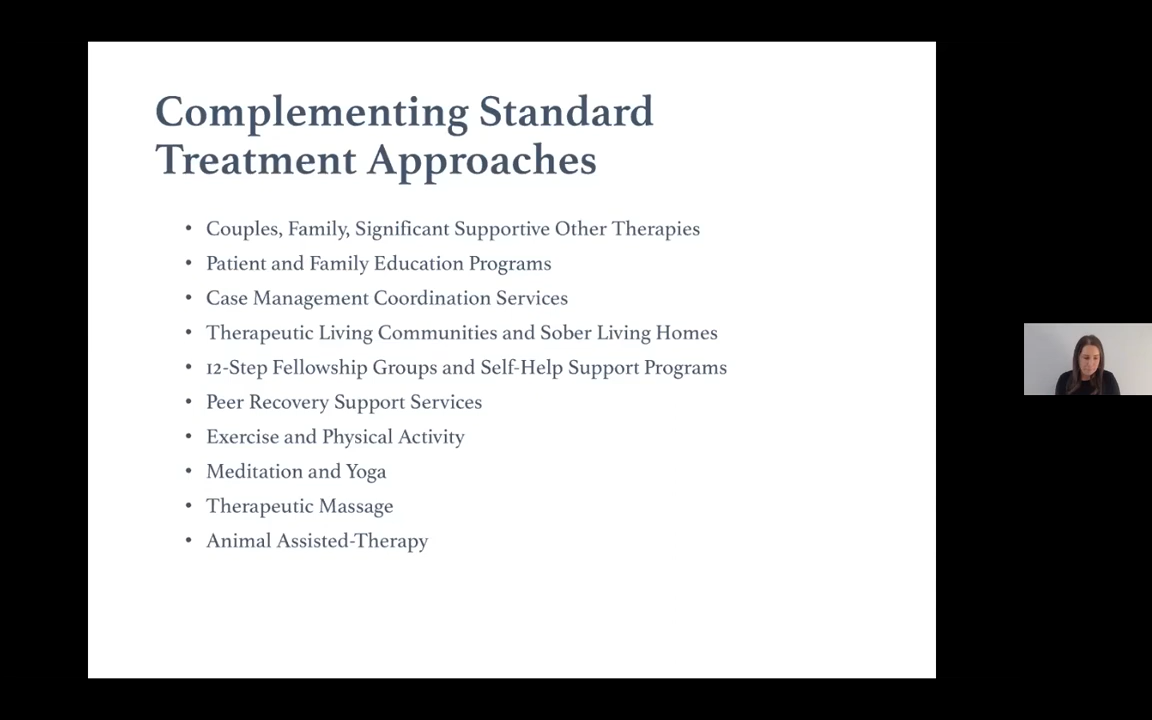 Complementing Standard
Treatment Approaches
• Couples, Family, Significant Supportive Other Therapies
• Patient and Family Education Programs
• Case Management Coordination Services
• Therapeutic Living Communities and Sober Living Homes
• 12-Step Fellowship Groups and Self-Help Support Programs
• Peer Recovery Support Services
• Exercise and Physical Activity
• Meditation and Yoga
• Therapeutic Massage
• Animal Assisted-Therapy